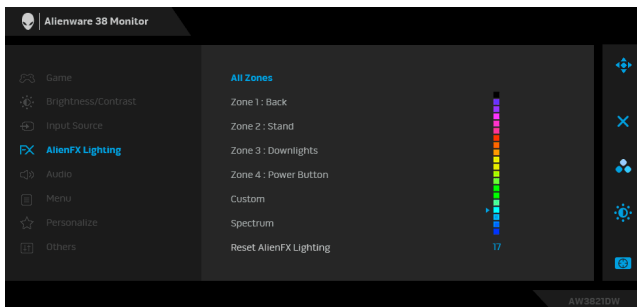 Alienware 38 Monitor
Game
Brightness/Contrast
Input Source
FX AlienFX Lighting
Audio
Menu
Personalize
Others
All Zones
Zone 1 : Back
Zone 2 : Stand
Zone 3 : Downlights
Zone 4 : Power Button
Custom
Spectrum
Reset AlienFX Lighting
17
AW3821DW